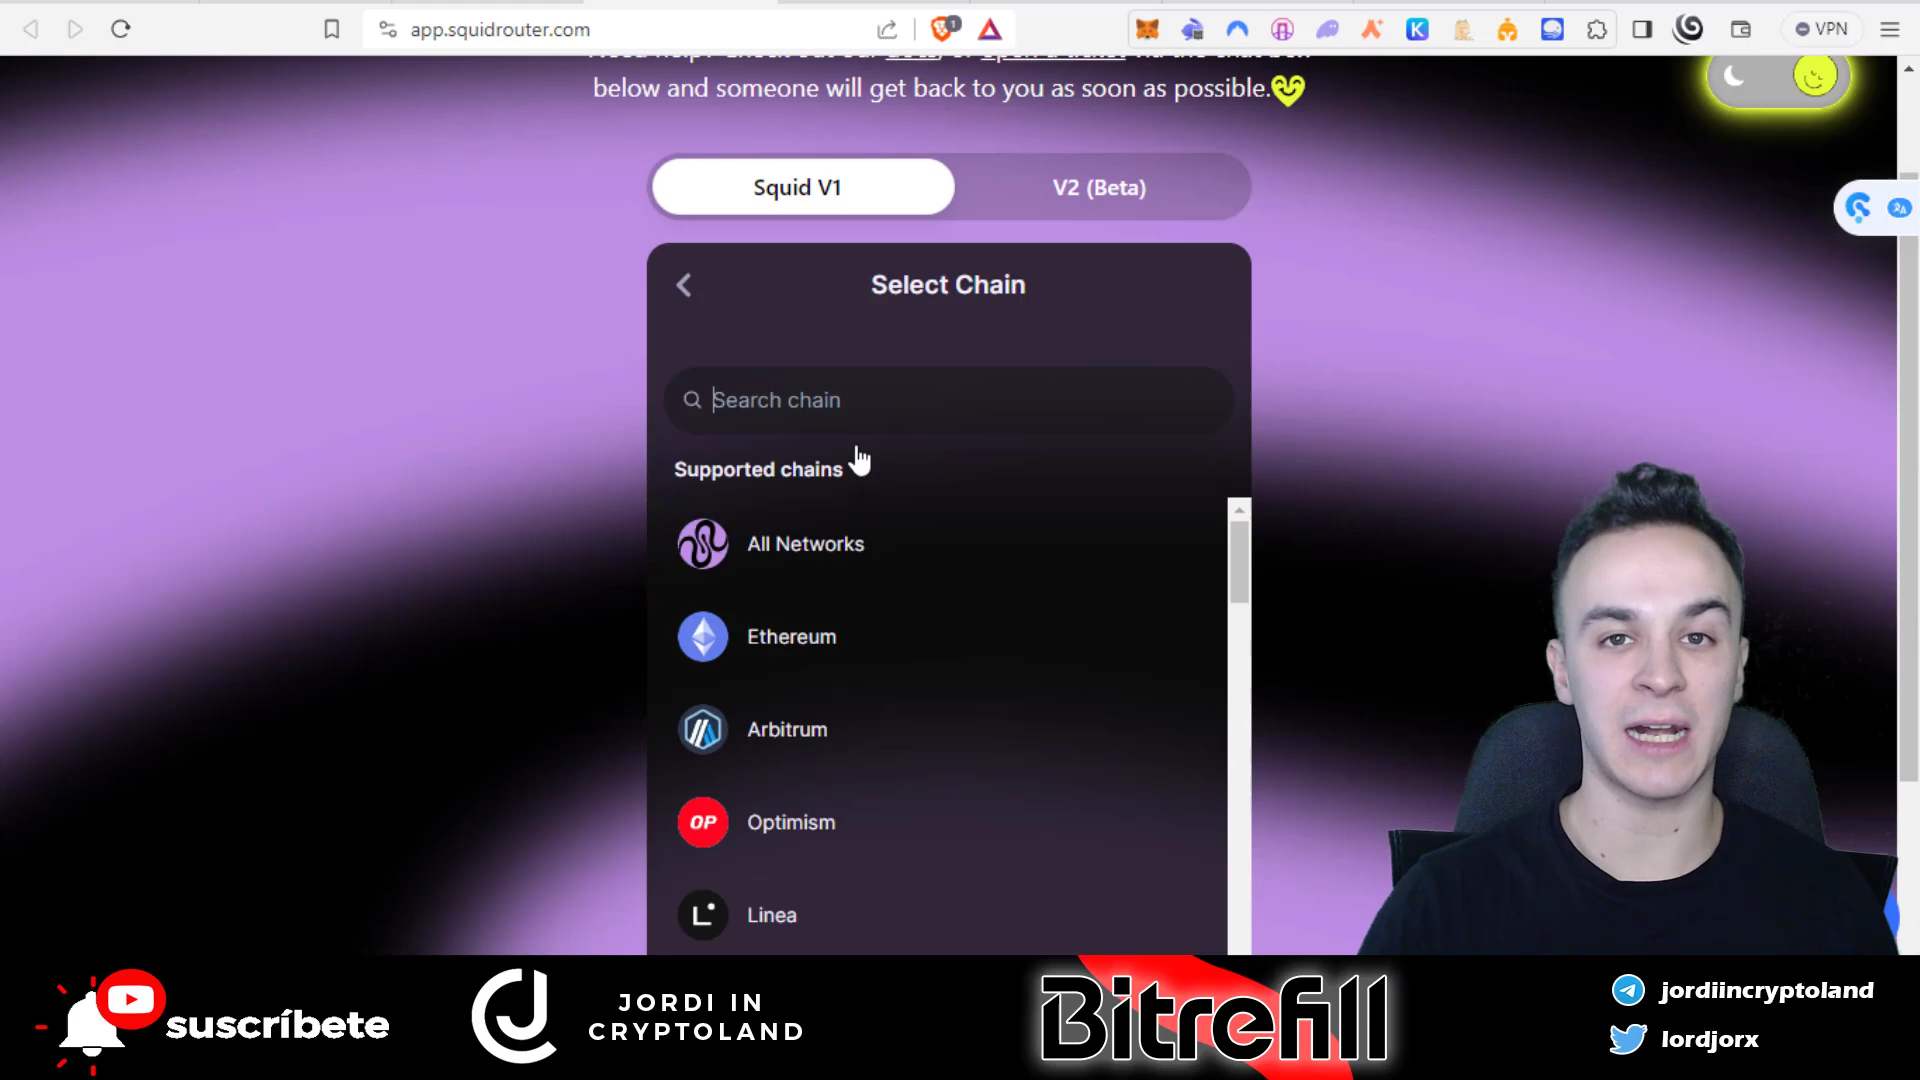 app.squidrouter.com
1
VPN
below and someone will get back to you as soon as possible.
Squid V1
V2 (Beta)
Select Chain
Search chain
Supported chains
All Networks
Ethereum
Arbitrum
OP Optimism
Linea
suscríbete
JORDI IN
CRYPTOLAND
Bitrefill
jordiincryptoland
lordjorx